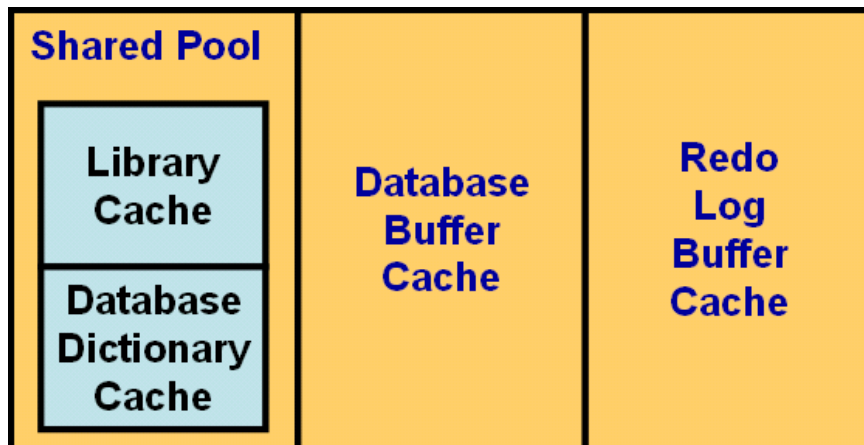 Shared Pool
Library
Cache
Database
Dictionary
Cache
Database
Buffer
Cache
Redo
Log
Buffer
Cache